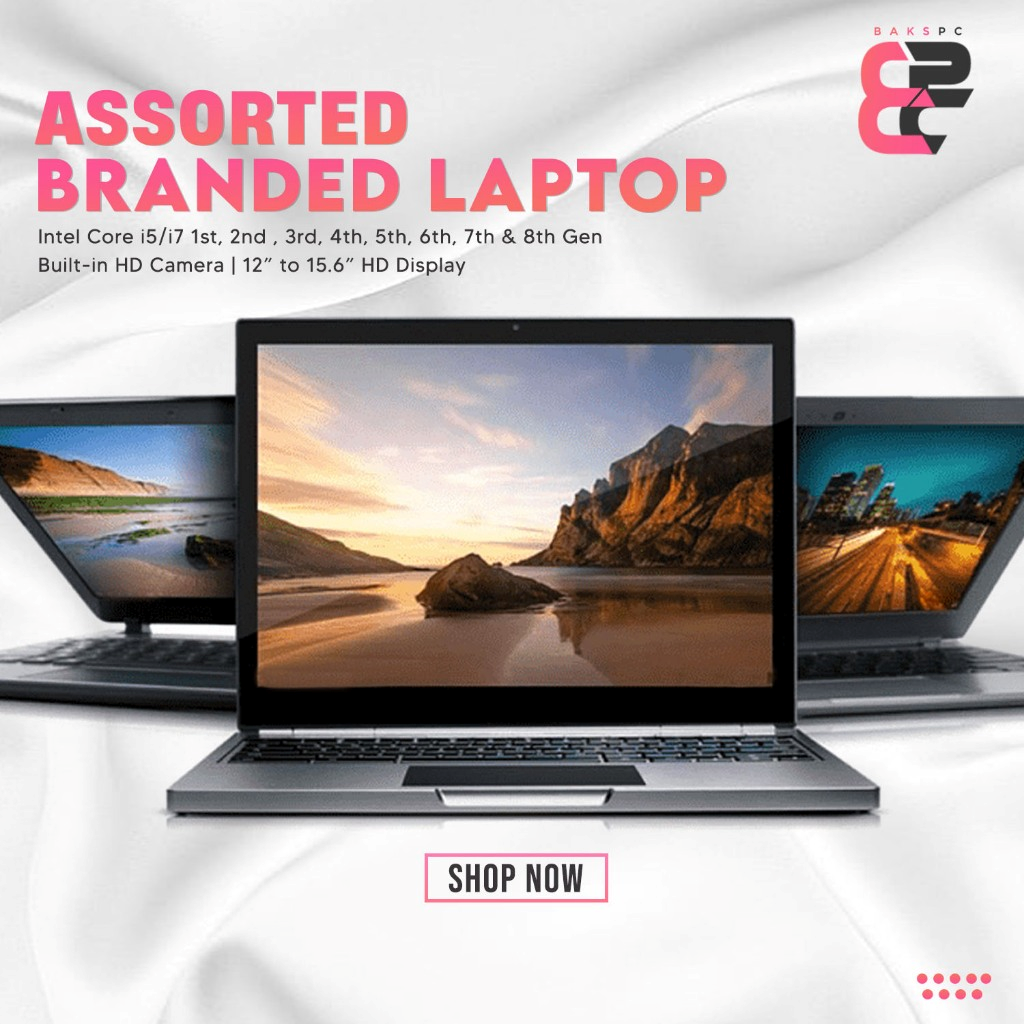 BAKSPC
ASSORTED
BRANDED LAPTOP
Intel Core i5/i7 1st, 2nd , 3rd, 4th, 5th, 6th, 7th & 8th Gen
Built-in HD Camera | 12” to 15.6” HD Display
SHOP NOW